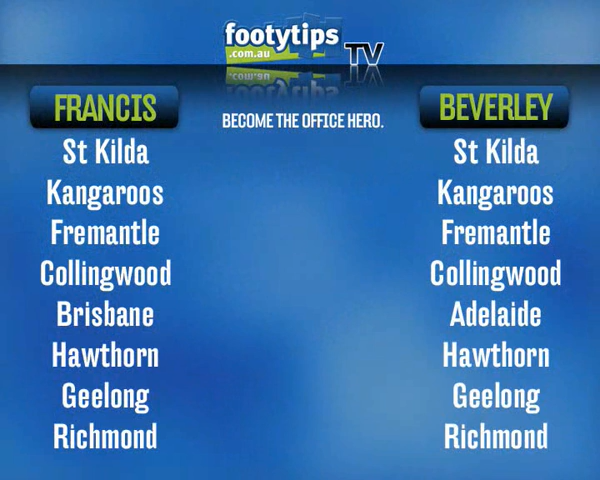 footytips
.com.au
TV
BECOME THE OFFICE HERO.
FRANCIS
St Kilda
Kangaroos
Fremantle
Collingwood
Brisbane
Hawthorn
Geelong
Richmond
BEVERLEY
St Kilda
Kangaroos
Fremantle
Collingwood
Adelaide
Hawthorn
Geelong
Richmond